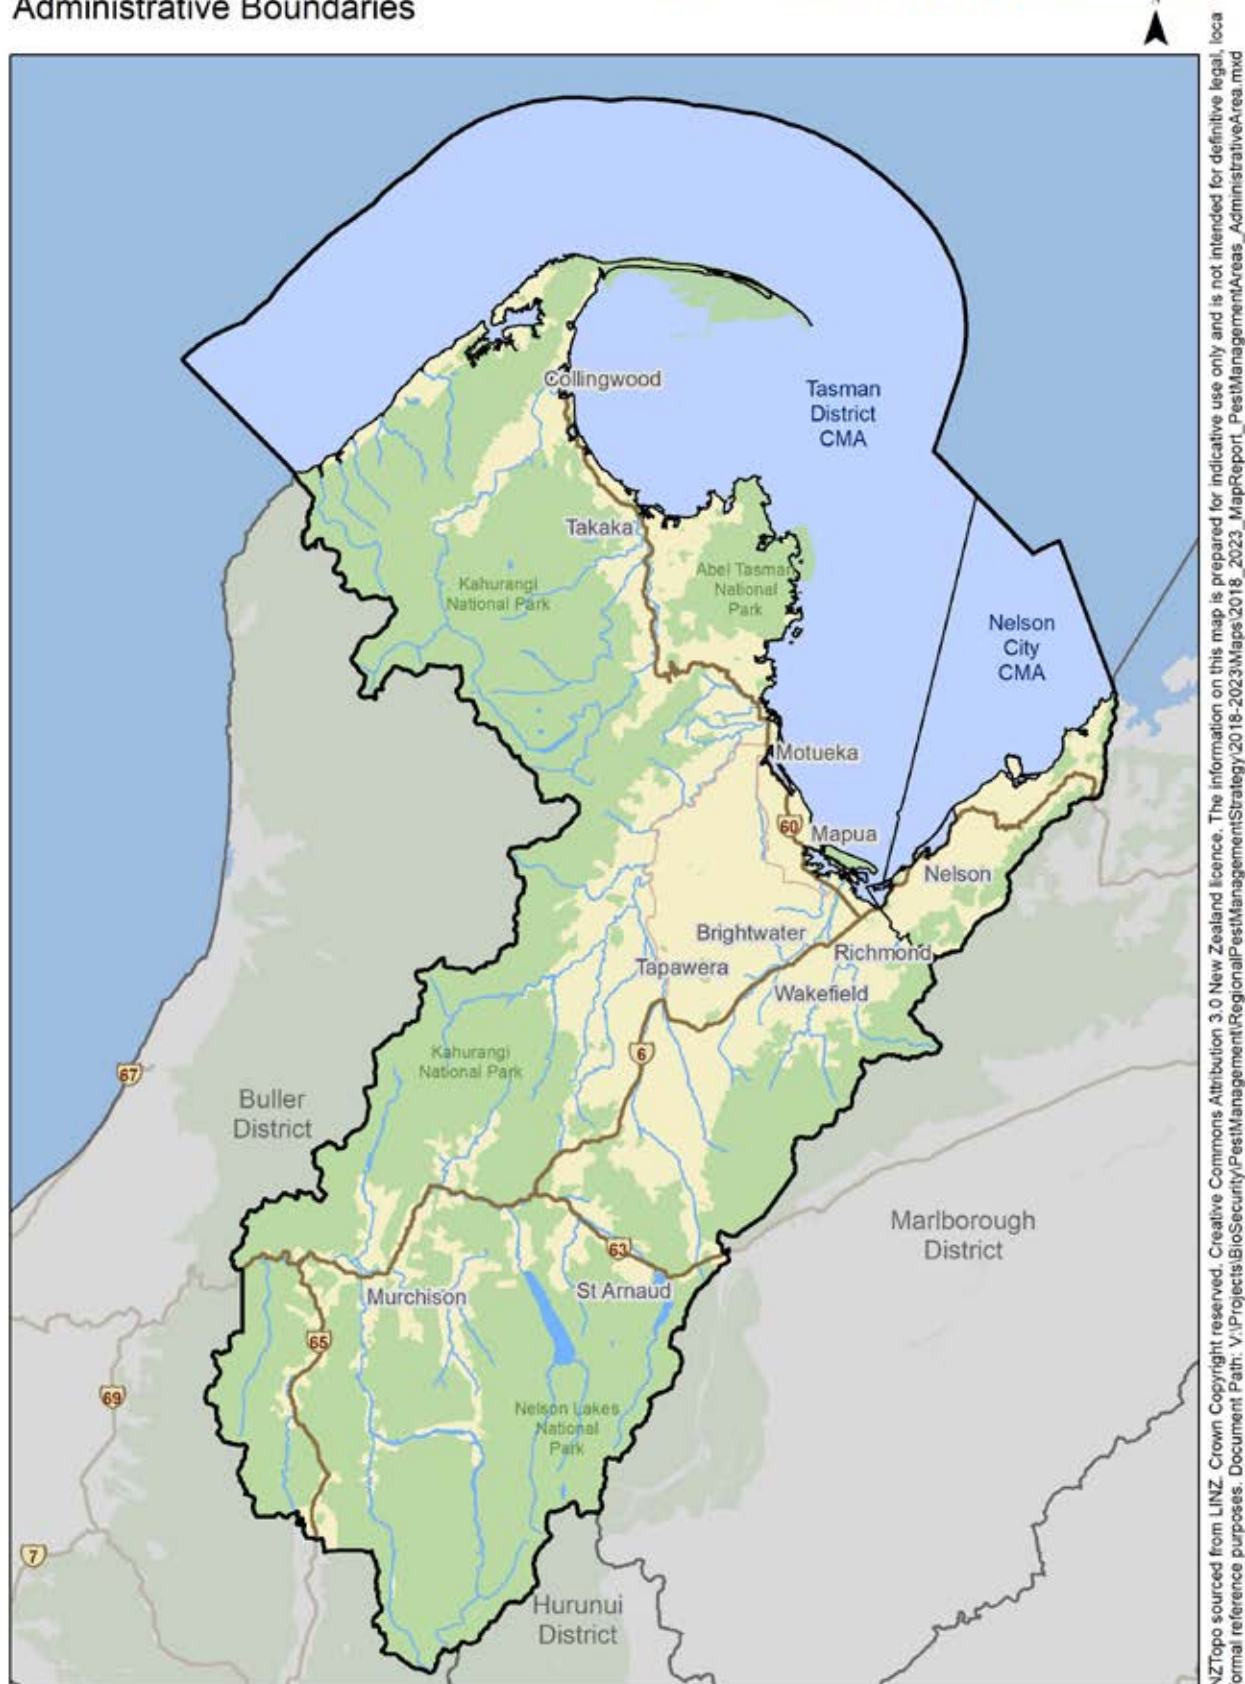 Administrative Boundaries
Collingwood
Tasman
District
CMA
Takaka
Kahurangi
National Park
Abel Tasman
National
Park
Nelson
City
CMA
Motueka
60
Mapua
Nelson
Brightwater
Richmond
Tapawera
Wakefield
6
Kahurangi
National Park
67
Buller
District
Marlborough
District
63
Murchison
St Arnaud
65
69
Nelson Lakes
National
Park
7
Hurunui
District
NZTopo sourced from LINZ. Crown Copyright reserved. Creative Commons Attribution 3.0 New Zealand licence. The information on this map is prepared for indicative use only and is not intended for definitive legal, loca
formal reference purposes. Document Path: V:\Projects\BioSecurity\PestManagement\RegionalPestManagementStrategy\2018-2023\Maps\2018_2023_MapReport_PestManagementAreas_AdministrativeArea.mxd